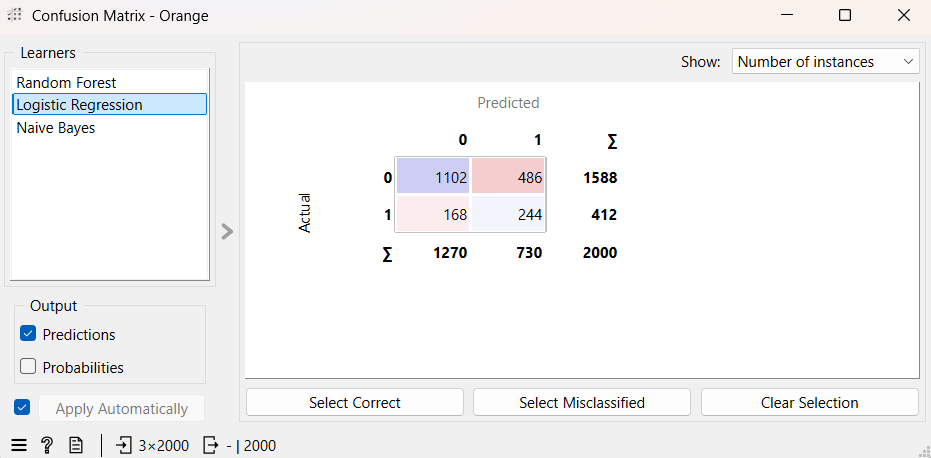 Confusion Matrix - Orange
Learners
Random Forest
Logistic Regression
Naive Bayes
Output
Predictions
Probabilities
Apply Automatically
Show: Number of instances
Predicted
0 1 ∑
Actual
0 1102 486 1588
1 168 244 412
∑ 1270 730 2000
Select Correct Select Misclassified Clear Selection
? 3×2000 - | 2000